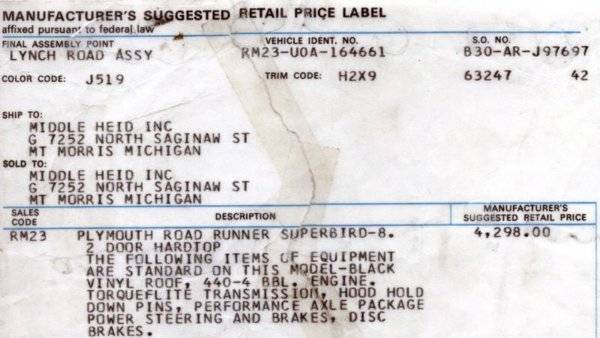 MANUFACTURER'S SUGGESTED RETAIL PRICE LABEL
affixed pursuant to federal law
FINAL ASSEMBLY POINT VEHICLE IDENT. NO. S.O. NO.
LYNCH ROAD ASSY RM23-U0A-164661 B30-AR-J97697
COLOR CODE: J519 TRIM CODE: H2X9 63247 42
SHIP TO:
MIDDLE HEID INC
G 7252 NORTH SAGINAW ST
MT MORRIS MICHIGAN
SOLD TO:
MIDDLE HEID INC
G 7252 NORTH SAGINAW ST
MT MORRIS MICHIGAN
SALES CODE DESCRIPTION MANUFACTURER'S SUGGESTED RETAIL PRICE
RM23 PLYMOUTH ROAD RUNNER SUPERBIRD-8. 4,298.00
2 DOOR HARDTOP
THE FOLLOWING ITEMS OF EQUIPMENT
ARE STANDARD ON THIS MODEL-BLACK
VINYL ROOF, 440-4 BBL. ENGINE.
TORQUEFLITE TRANSMISSION, HOOD HOLD
DOWN PINS, PERFORMANCE AXLE PACKAGE
POWER STEERING AND BRAKES, DISC
BRAKES.